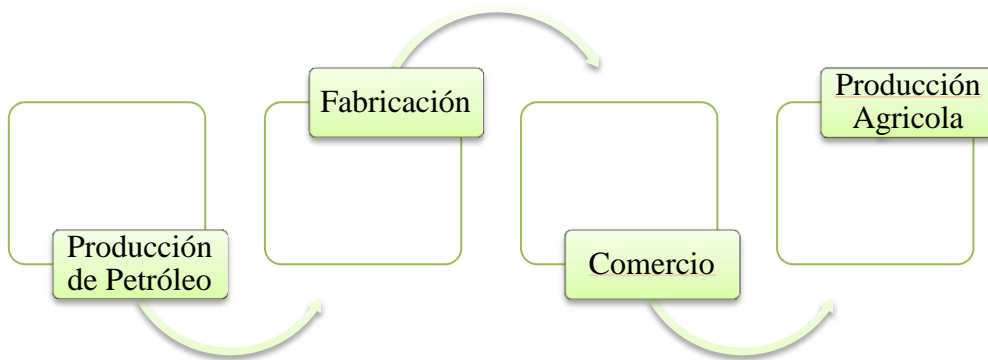 Producción
de Petróleo
Fabricación
Comercio
Producción
Agricola